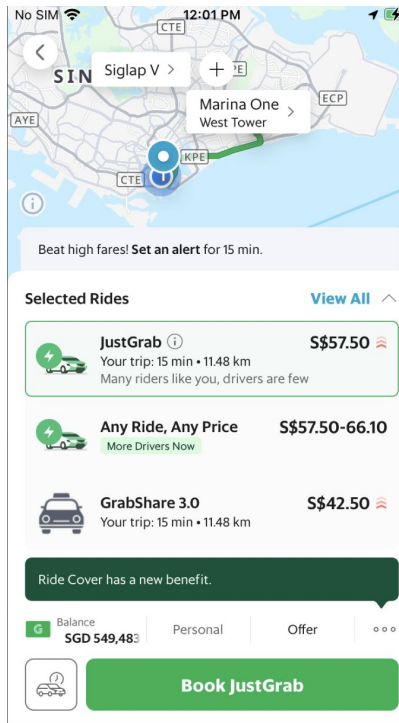 No SIM 12:01 PM
CTE
SIN
Siglap V >
+
PE
Marina One >
West Tower
ECP
AYE
KPE
CTE
Beat high fares! Set an alert for 15 min.
Selected Rides View All
JustGrab S$57.50
Your trip: 15 min • 11.48 km
Many riders like you, drivers are few
Any Ride, Any Price S$57.50-66.10
More Drivers Now
GrabShare 3.0 S$42.50
Your trip: 15 min • 11.48 km
Ride Cover has a new benefit.
G Balance
SGD 549,483 Personal Offer
Book JustGrab